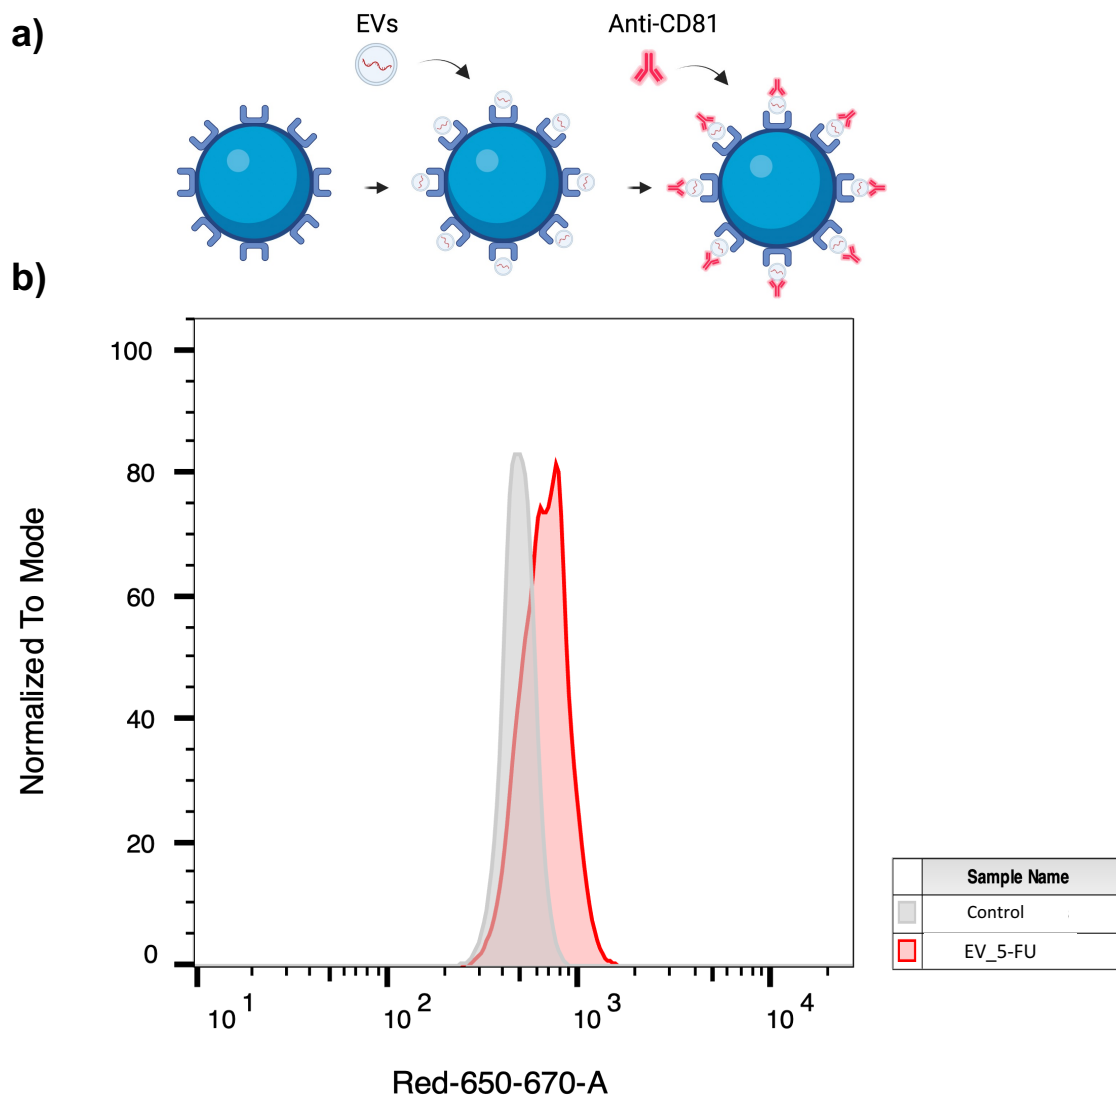 a)
EVs
Anti-CD81
b)
Normalized To Mode
100
80
60
40
20
0
10 1
10 2
10 3
10 4
Red-650-670-A
Sample Name
Control
EV_5-FU